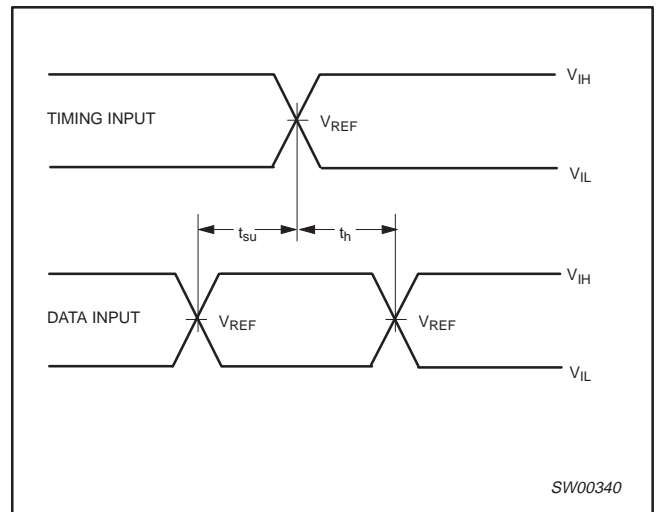 VIH
TIMING INPUT
VREF
VIL
tsu
th
VIH
DATA INPUT
VREF
VREF
VIL
SW00340